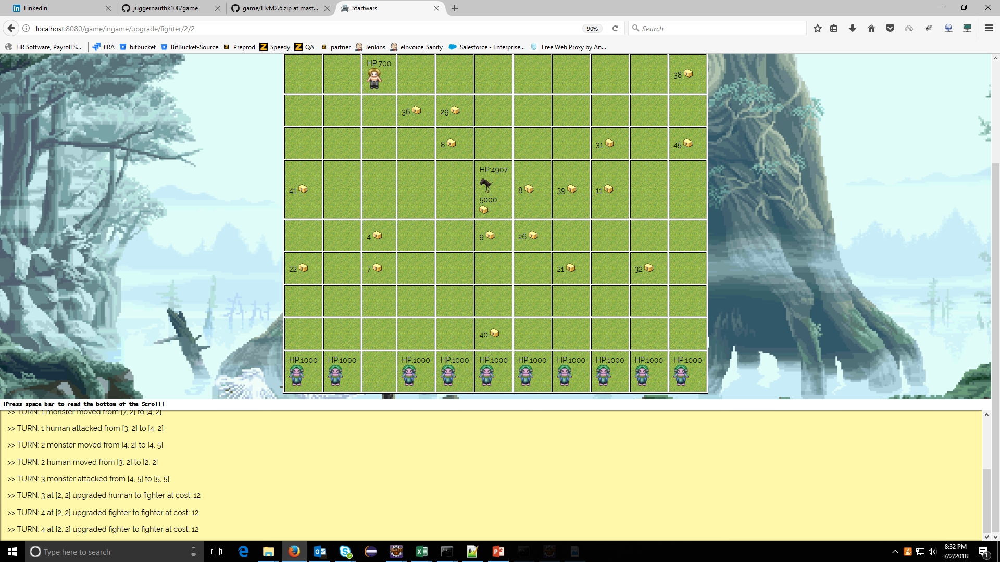 LinkedIn
juggernauthk108/game
game/HvM2.6.zip at mast...
Startwars
localhost:8080/game/ingame/upgrade/fighter/2/2
90%
Search
HR Software, Payroll S...
JIRA
bitbucket
BitBucket-Source
Preprod
Speedy
QA
partner
Jenkins
eInvoice_Sanity
Salesforce - Enterprise...
Free Web Proxy by An...
HP:700
38
36
29
8
31
45
HP:4907
41
8
39
11
5000
4
9
26
22
7
21
32
40
HP:1000 HP:1000 HP:1000 HP:1000 HP:1000 HP:1000 HP:1000 HP:1000 HP:1000 HP:1000
[Press space bar to read the bottom of the Scroll]
>> TURN: 1 monster moved from [7, 2] to [4, 2]
>> TURN: 1 human attacked from [3, 2] to [4, 2]
>> TURN: 2 monster moved from [4, 2] to [4, 5]
>> TURN: 2 human moved from [3, 2] to [2, 2]
>> TURN: 3 monster attacked from [4, 5] to [5, 5]
>> TURN: 3 at [2, 2] upgraded human to fighter at cost: 12
>> TURN: 4 at [2, 2] upgraded fighter to fighter at cost: 12
>> TURN: 4 at [2, 2] upgraded fighter to fighter at cost: 12
Type here to search
8:32 PM
7/2/2018
1